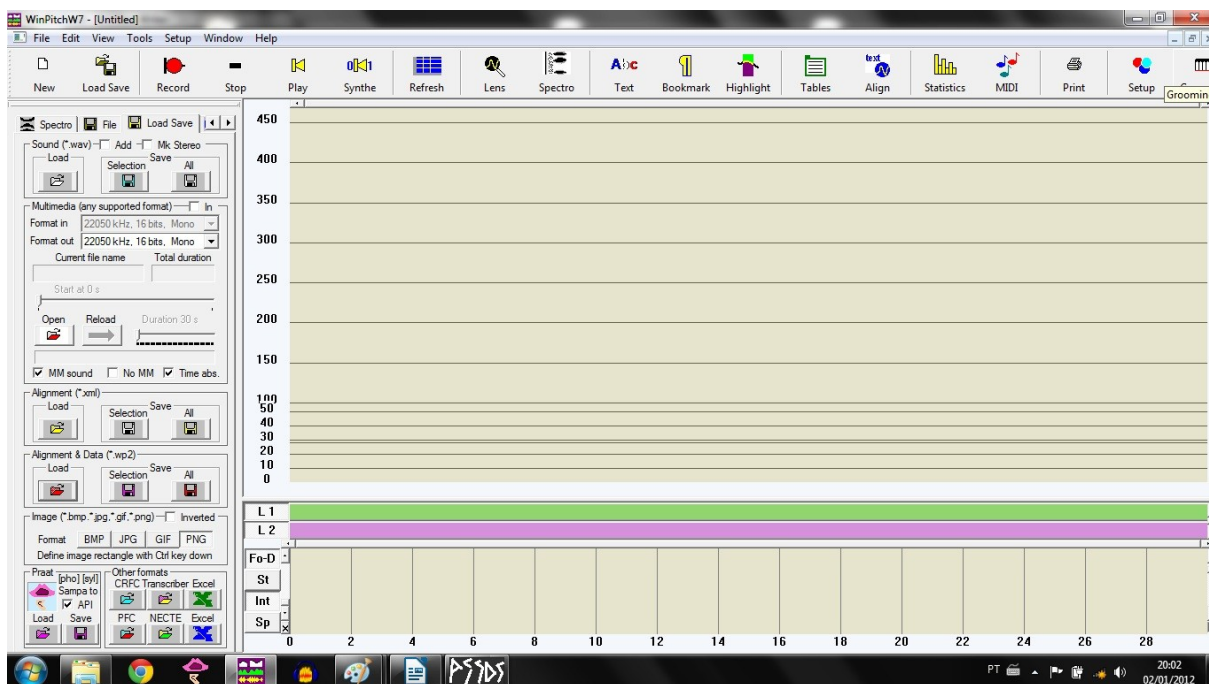 WinPitchW7 - [Untitled]
File Edit View Tools Setup Window Help
New Load Save Record Stop Play Synthe Refresh Lens Spectro Text Bookmark Highlight Tables Align Statistics MIDI Print Setup
Groomin
Spectro File Load Save
Sound (*.wav) Add Mk Stereo
Load Save
Selection All
Multimedia (any supported format) In
Format in 22050 kHz, 16 bits, Mono
Format out 22050 kHz, 16 bits, Mono
Current file name Total duration
Start at 0 s
Open Reload Duration 30 s
MM sound No MM Time abs.
Alignment (*.xml)
Load Save
Selection All
Alignment & Data (*.wp2)
Load Save
Selection All
Image (*.bmp,*.jpg,*.gif,*.png) Inverted
Format BMP JPG GIF PNG
Define image rectangle with Ctrl key down
Praat Other formats
[pho] [syl] CRFC Transcriber Excel
Sampa to
API
Load Save PFC NECTE Excel
450
400
350
300
250
200
150
100
50
40
30
20
10
0
L 1
L 2
Fo-D
St
Int
Sp
0 2 4 6 8 10 12 14 16 18 20 22 24 26 28
PT 20:02
02/01/2012